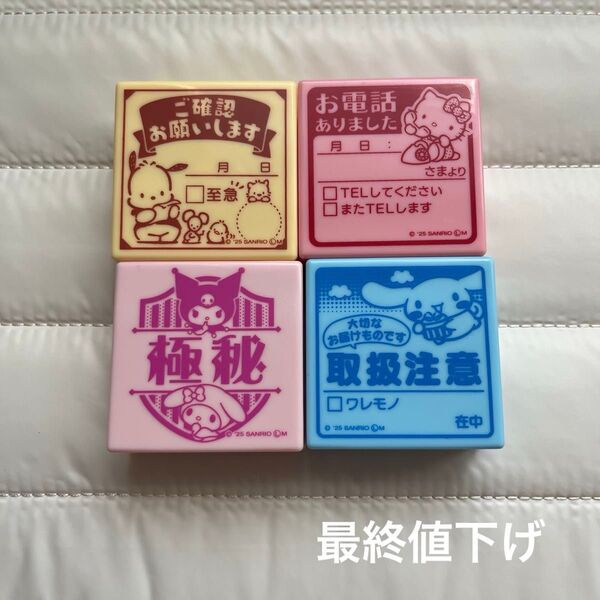 ご確認
お願いします
月 日
□至急
© '25 SANRIO ⓁM
お電話
ありました
月 日 :
さまより
□TELしてください
□またTELします
© '25 SANRIO ⓁM
極秘
© '25 SANRIO ⓁM
大切な
お届けものです
取扱注意
□ワレモノ
在中
© '25 SANRIO ⓁM
最終値下げ